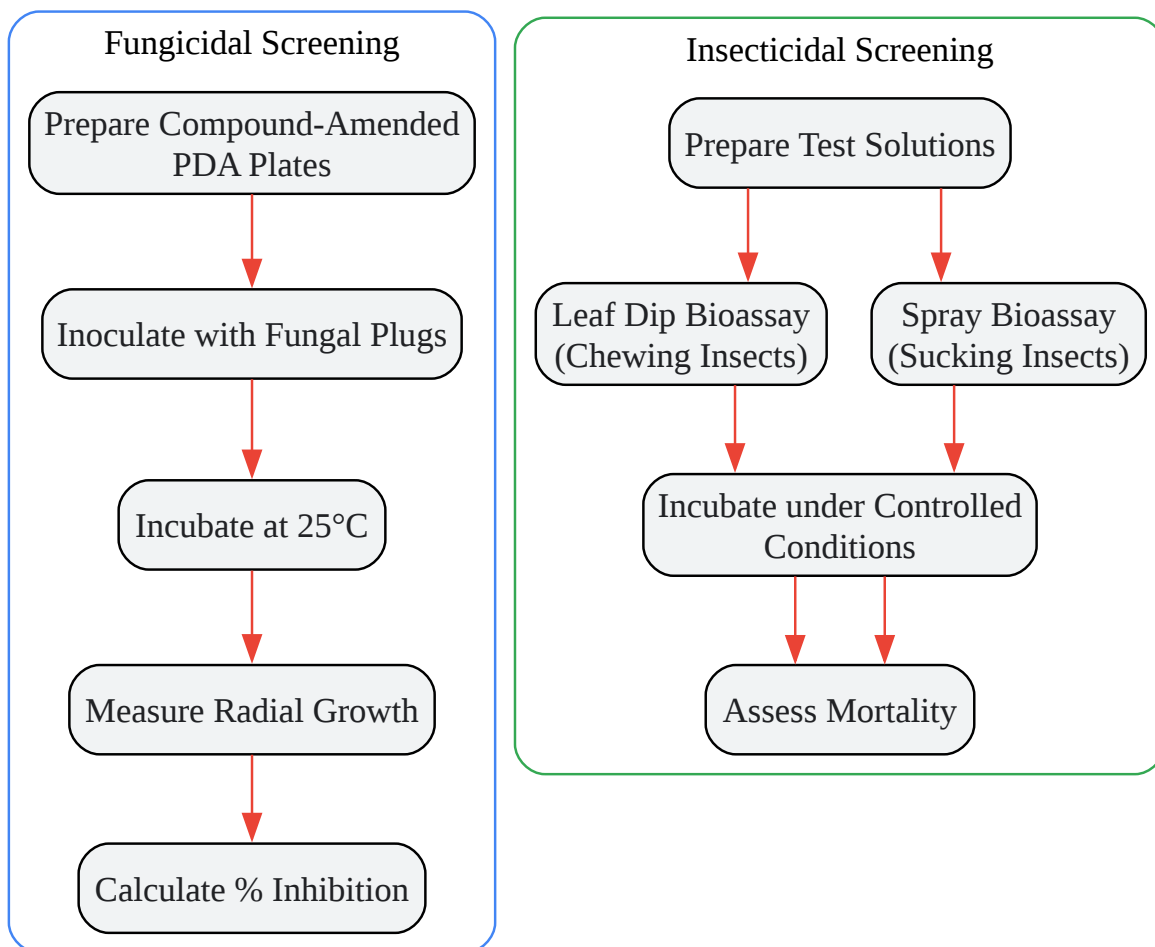 Fungicidal Screening
Prepare Compound-Amended
PDA Plates
Inoculate with Fungal Plugs
Incubate at 25°C
Measure Radial Growth
Calculate % Inhibition
Insecticidal Screening
Prepare Test Solutions
Leaf Dip Bioassay
(Chewing Insects)
Spray Bioassay
(Sucking Insects)
Incubate under Controlled
Conditions
Assess Mortality